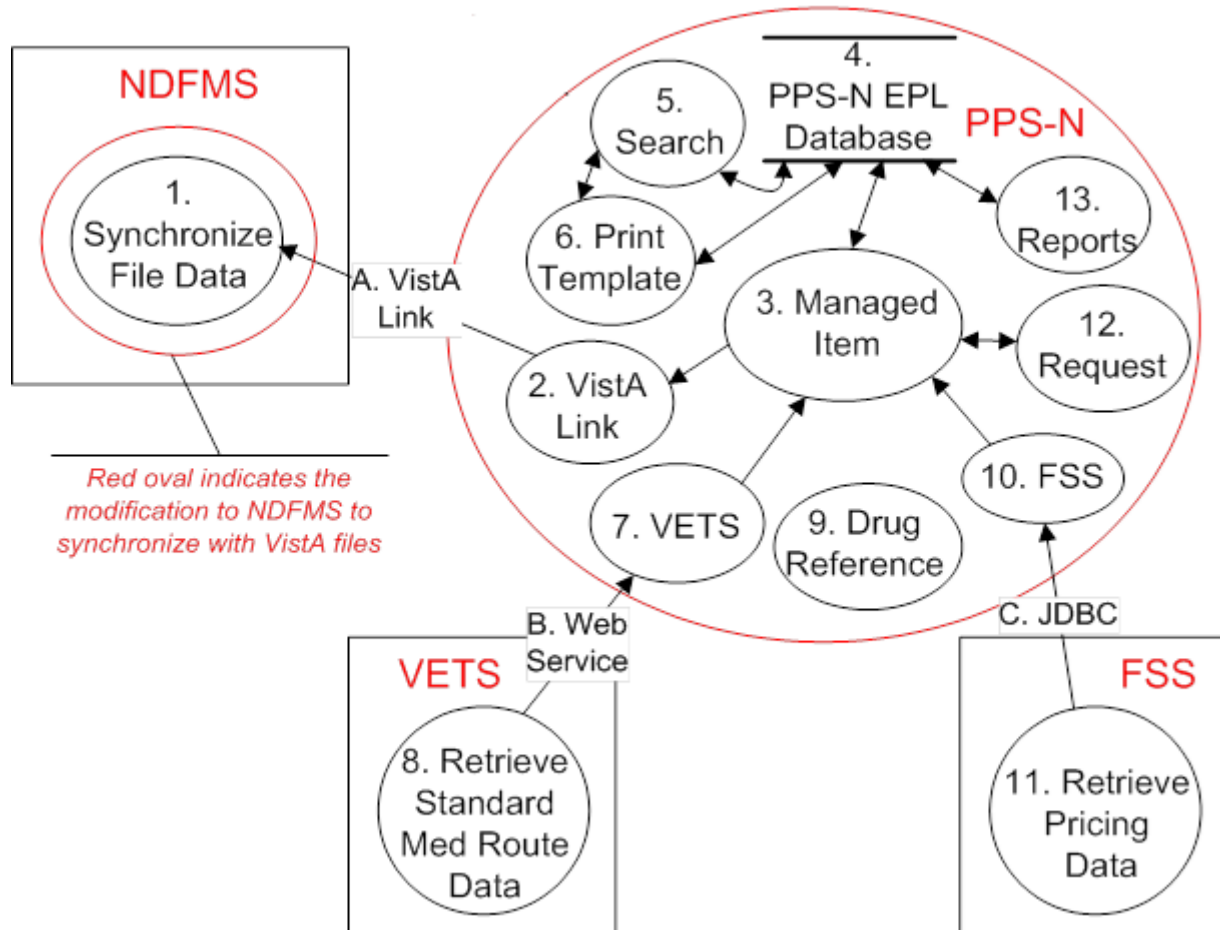 NDFMS
1.
Synchronize
File Data
A. VistA
Link
Red oval indicates the
modification to NDFMS to
synchronize with VistA files
PPS-N
4.
PPS-N EPL
Database
5.
Search
6. Print
Template
13.
Reports
3. Managed
Item
12.
Request
2. VistA
Link
10. FSS
7. VETS
9. Drug
Reference
B. Web
Service
C. JDBC
VETS
8. Retrieve
Standard
Med Route
Data
FSS
11. Retrieve
Pricing
Data